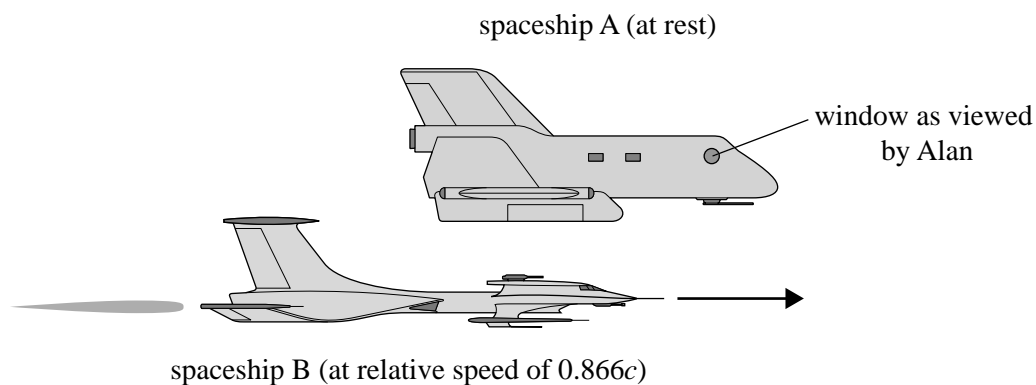 spaceship A (at rest)
window as viewed
by Alan
spaceship B (at relative speed of 0.866c)